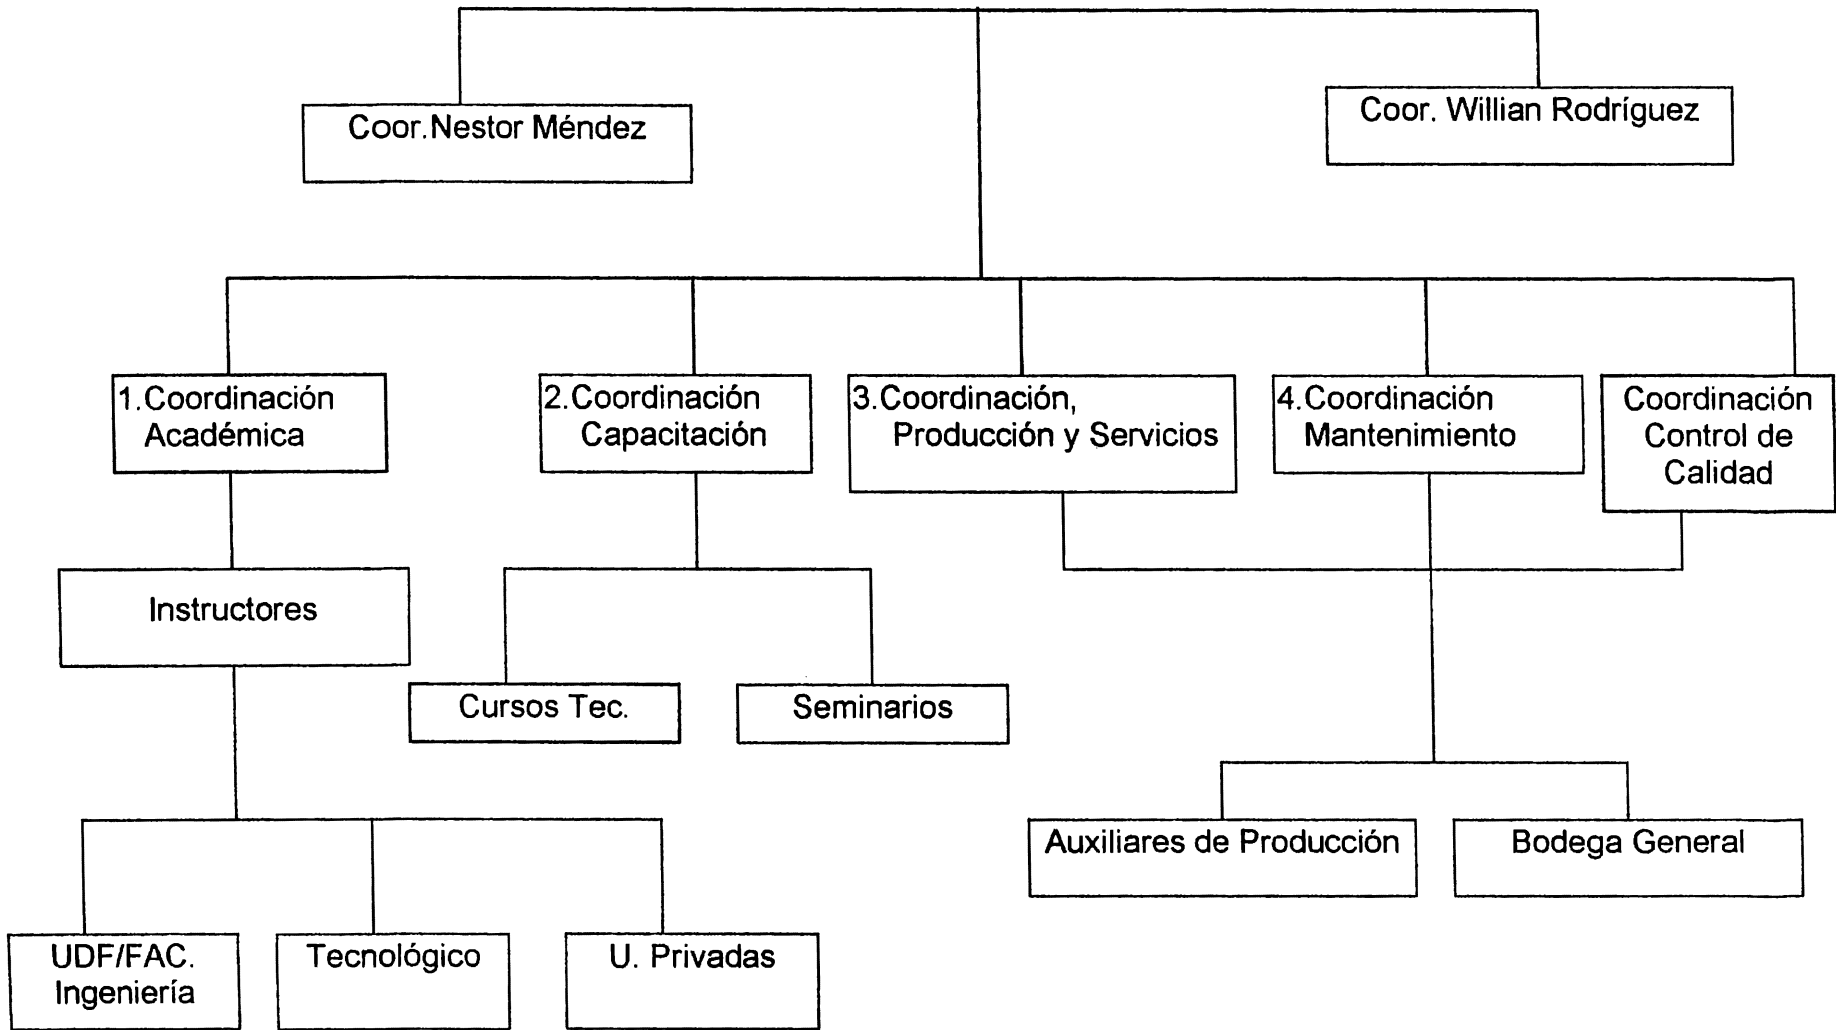 Coor.Nestor Méndez
Coor. Willian Rodríguez
1.Coordinación
Académica
2.Coordinación
Capacitación
3.Coordinación,
Producción y Servicios
4.Coordinación
Mantenimiento
Coordinación
Control de
Calidad
Instructores
Cursos Tec.
Seminarios
Auxiliares de Producción
Bodega General
UDF/FAC.
Ingeniería
Tecnológico
U. Privadas